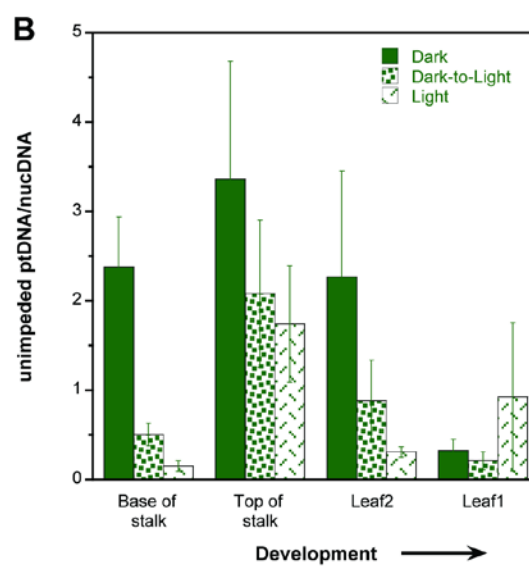 B
5
4
3
2
1
0
unimpeded ptDNA/nucDNA
Dark
Dark-to-Light
Light
Base of
stalk
Top of
stalk
Leaf2
Leaf1
Development